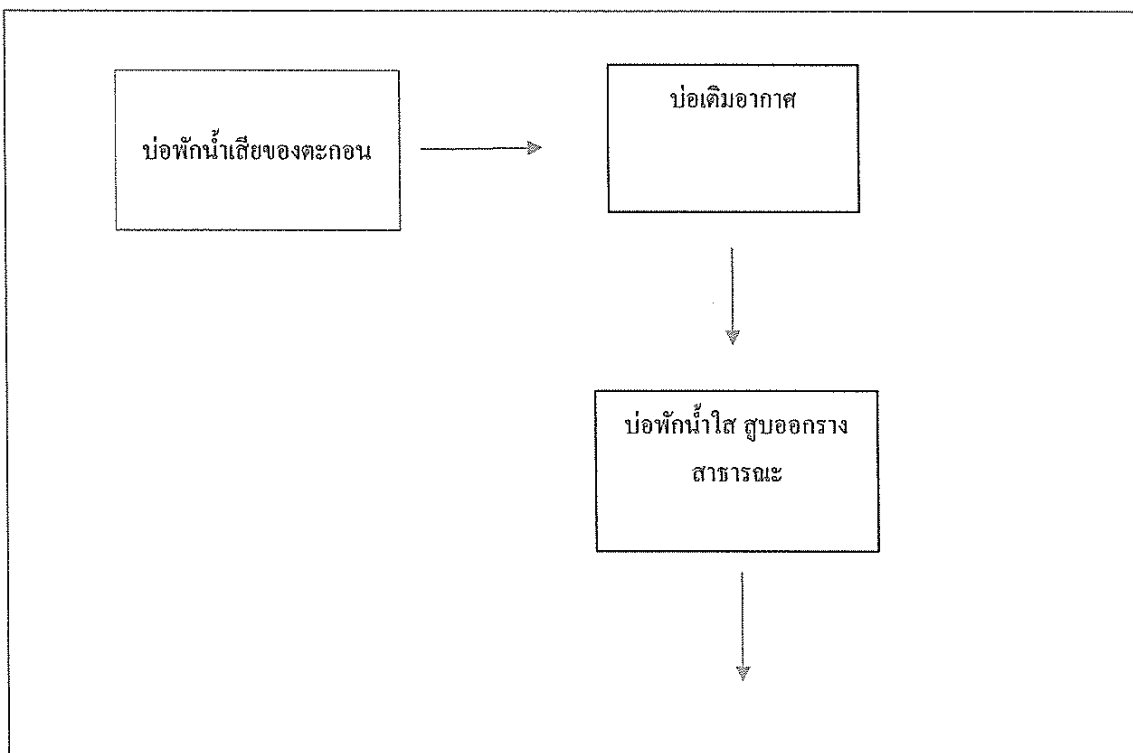 บ่อพักน้ำเสียของตะกอน
บ่อเติมอากาศ
บ่อพักน้ำใส สูบออกราง
สาธารณะ